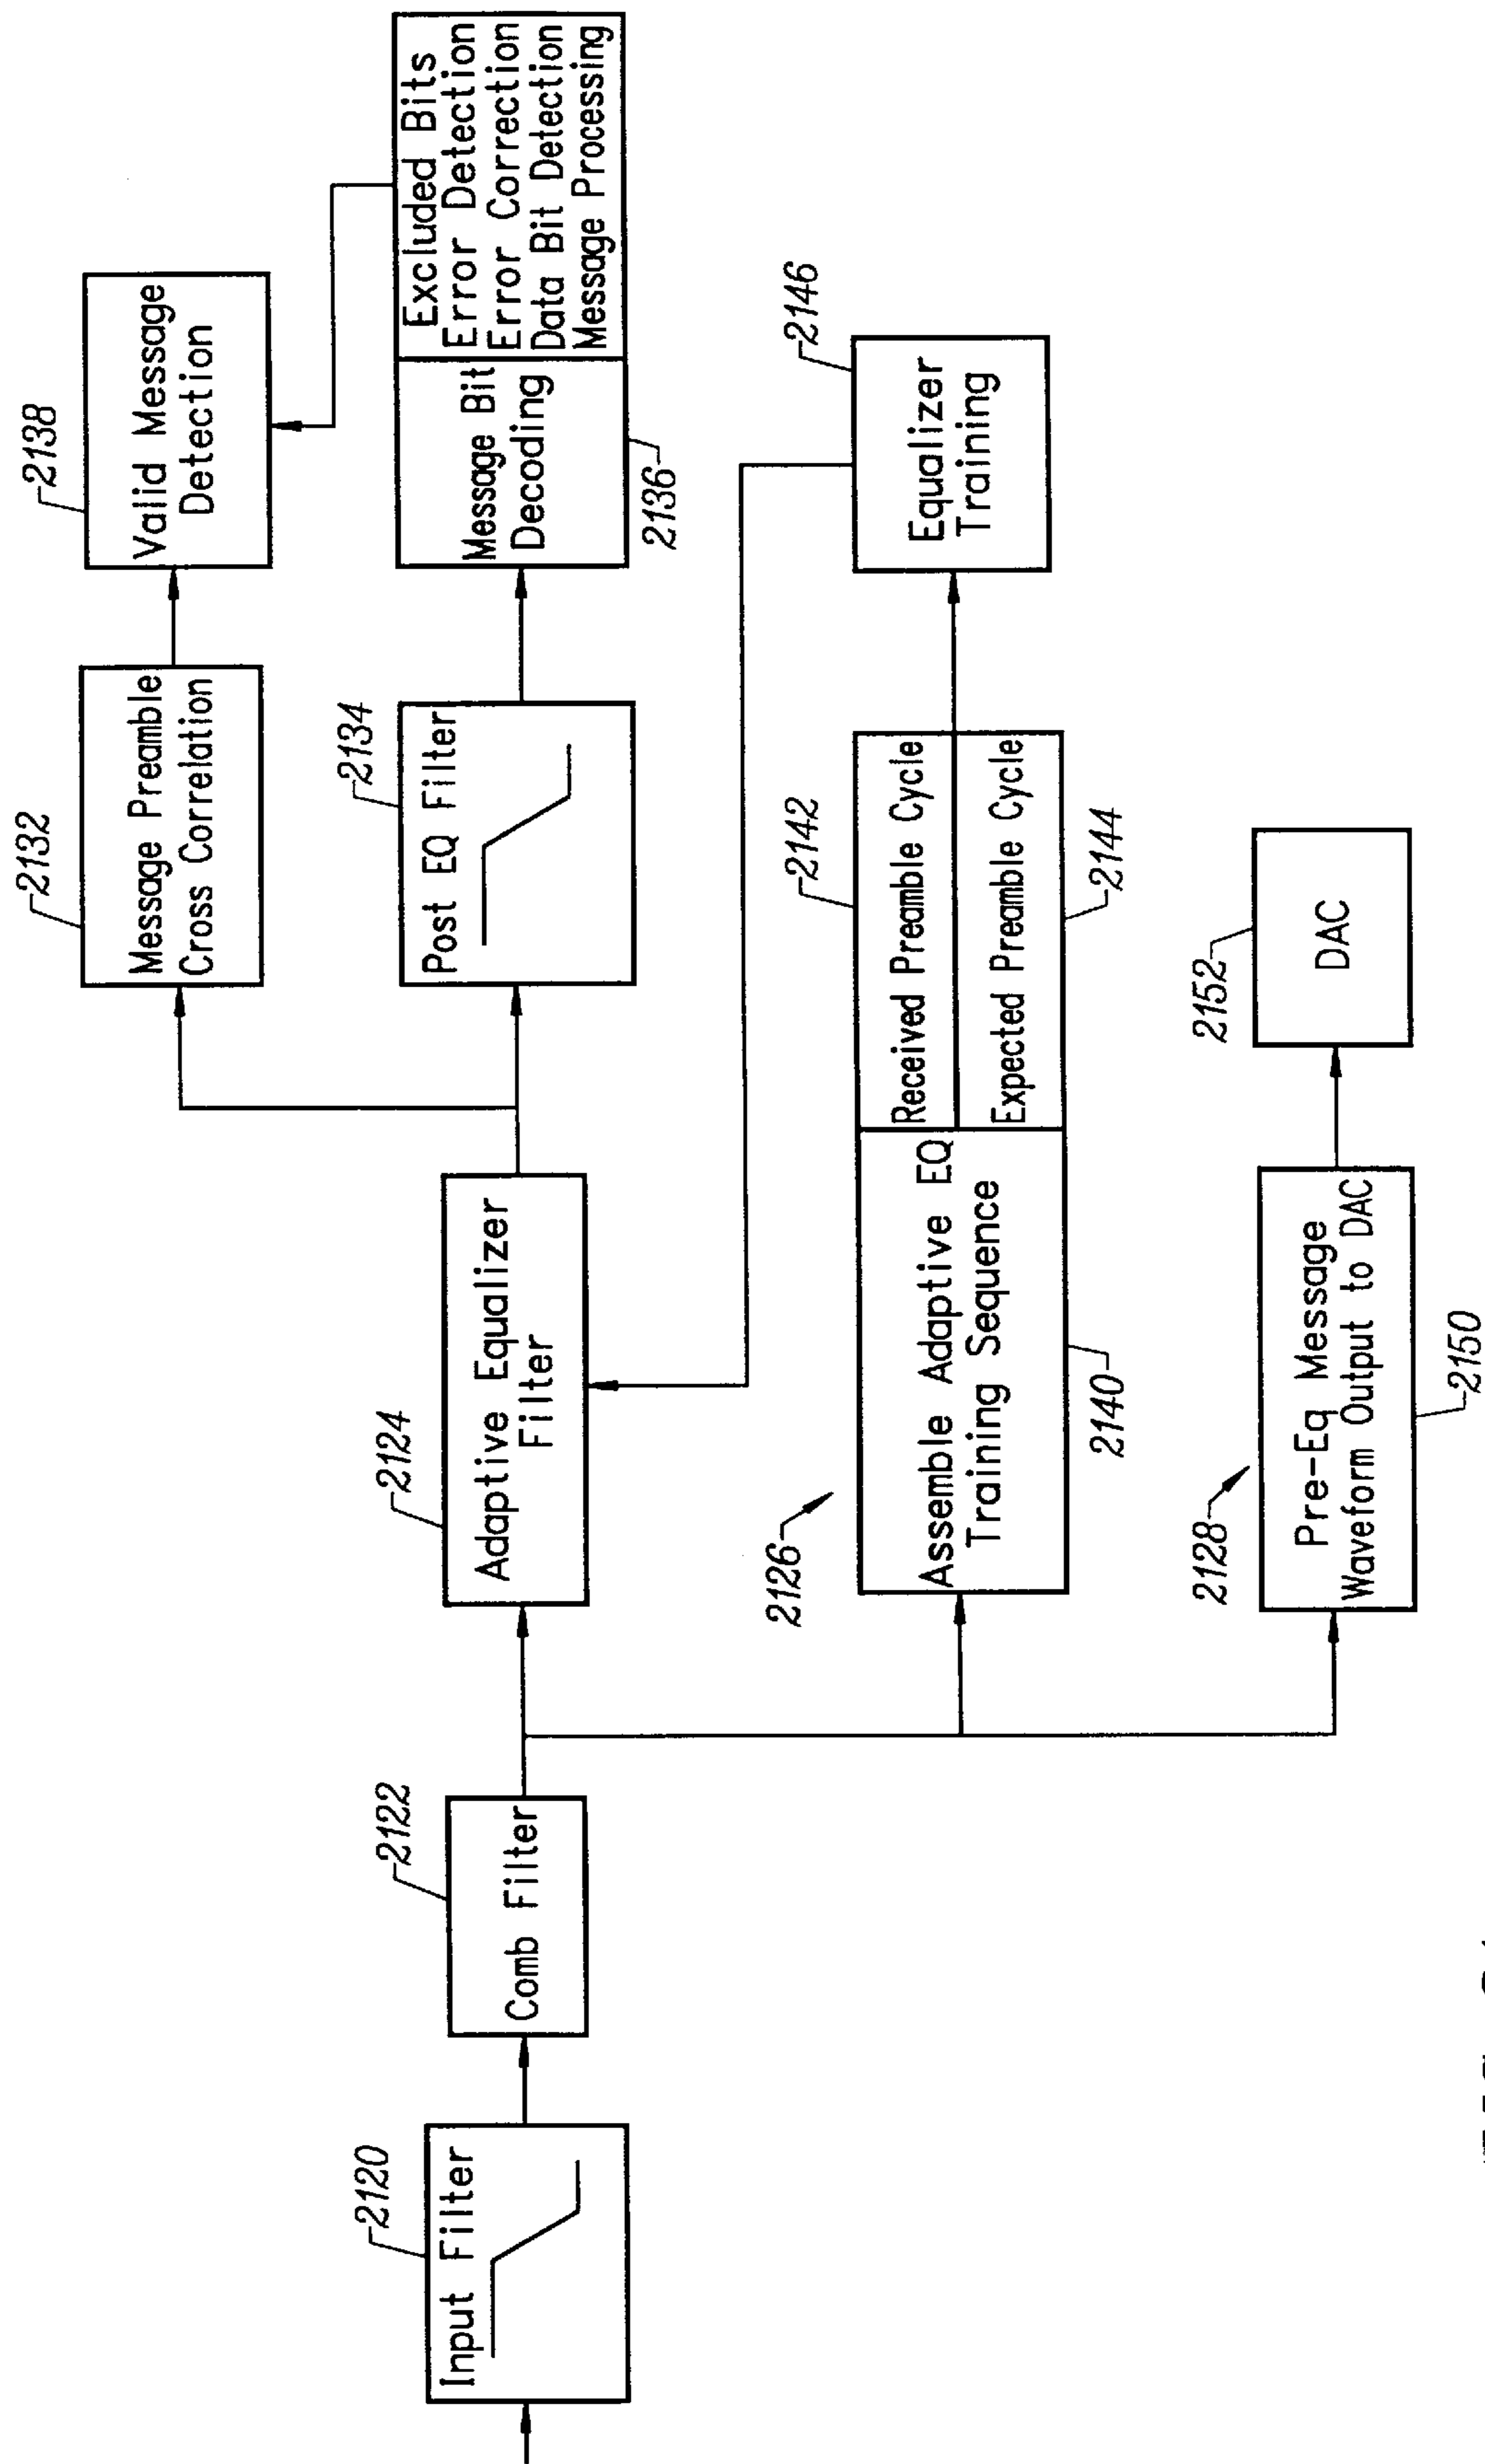 2120
Input Filter
2122
Comb Filter
2124
Adaptive Equalizer
Filter
2132
Message Preamble
Cross Correlation
2138
Valid Message
Detection
2134
Post EQ Filter
Message Bit
Decoding
2136
Excluded Bits
Error Detection
Error Correction
Data Bit Detection
Message Processing
2126
Assemble Adaptive EQ
Training Sequence
2140
2142
Received Preamble Cycle
Expected Preamble Cycle
2144
2146
Equalizer
Training
2128
Pre-Eq Message
Waveform Output to DAC
2150
2152
DAC